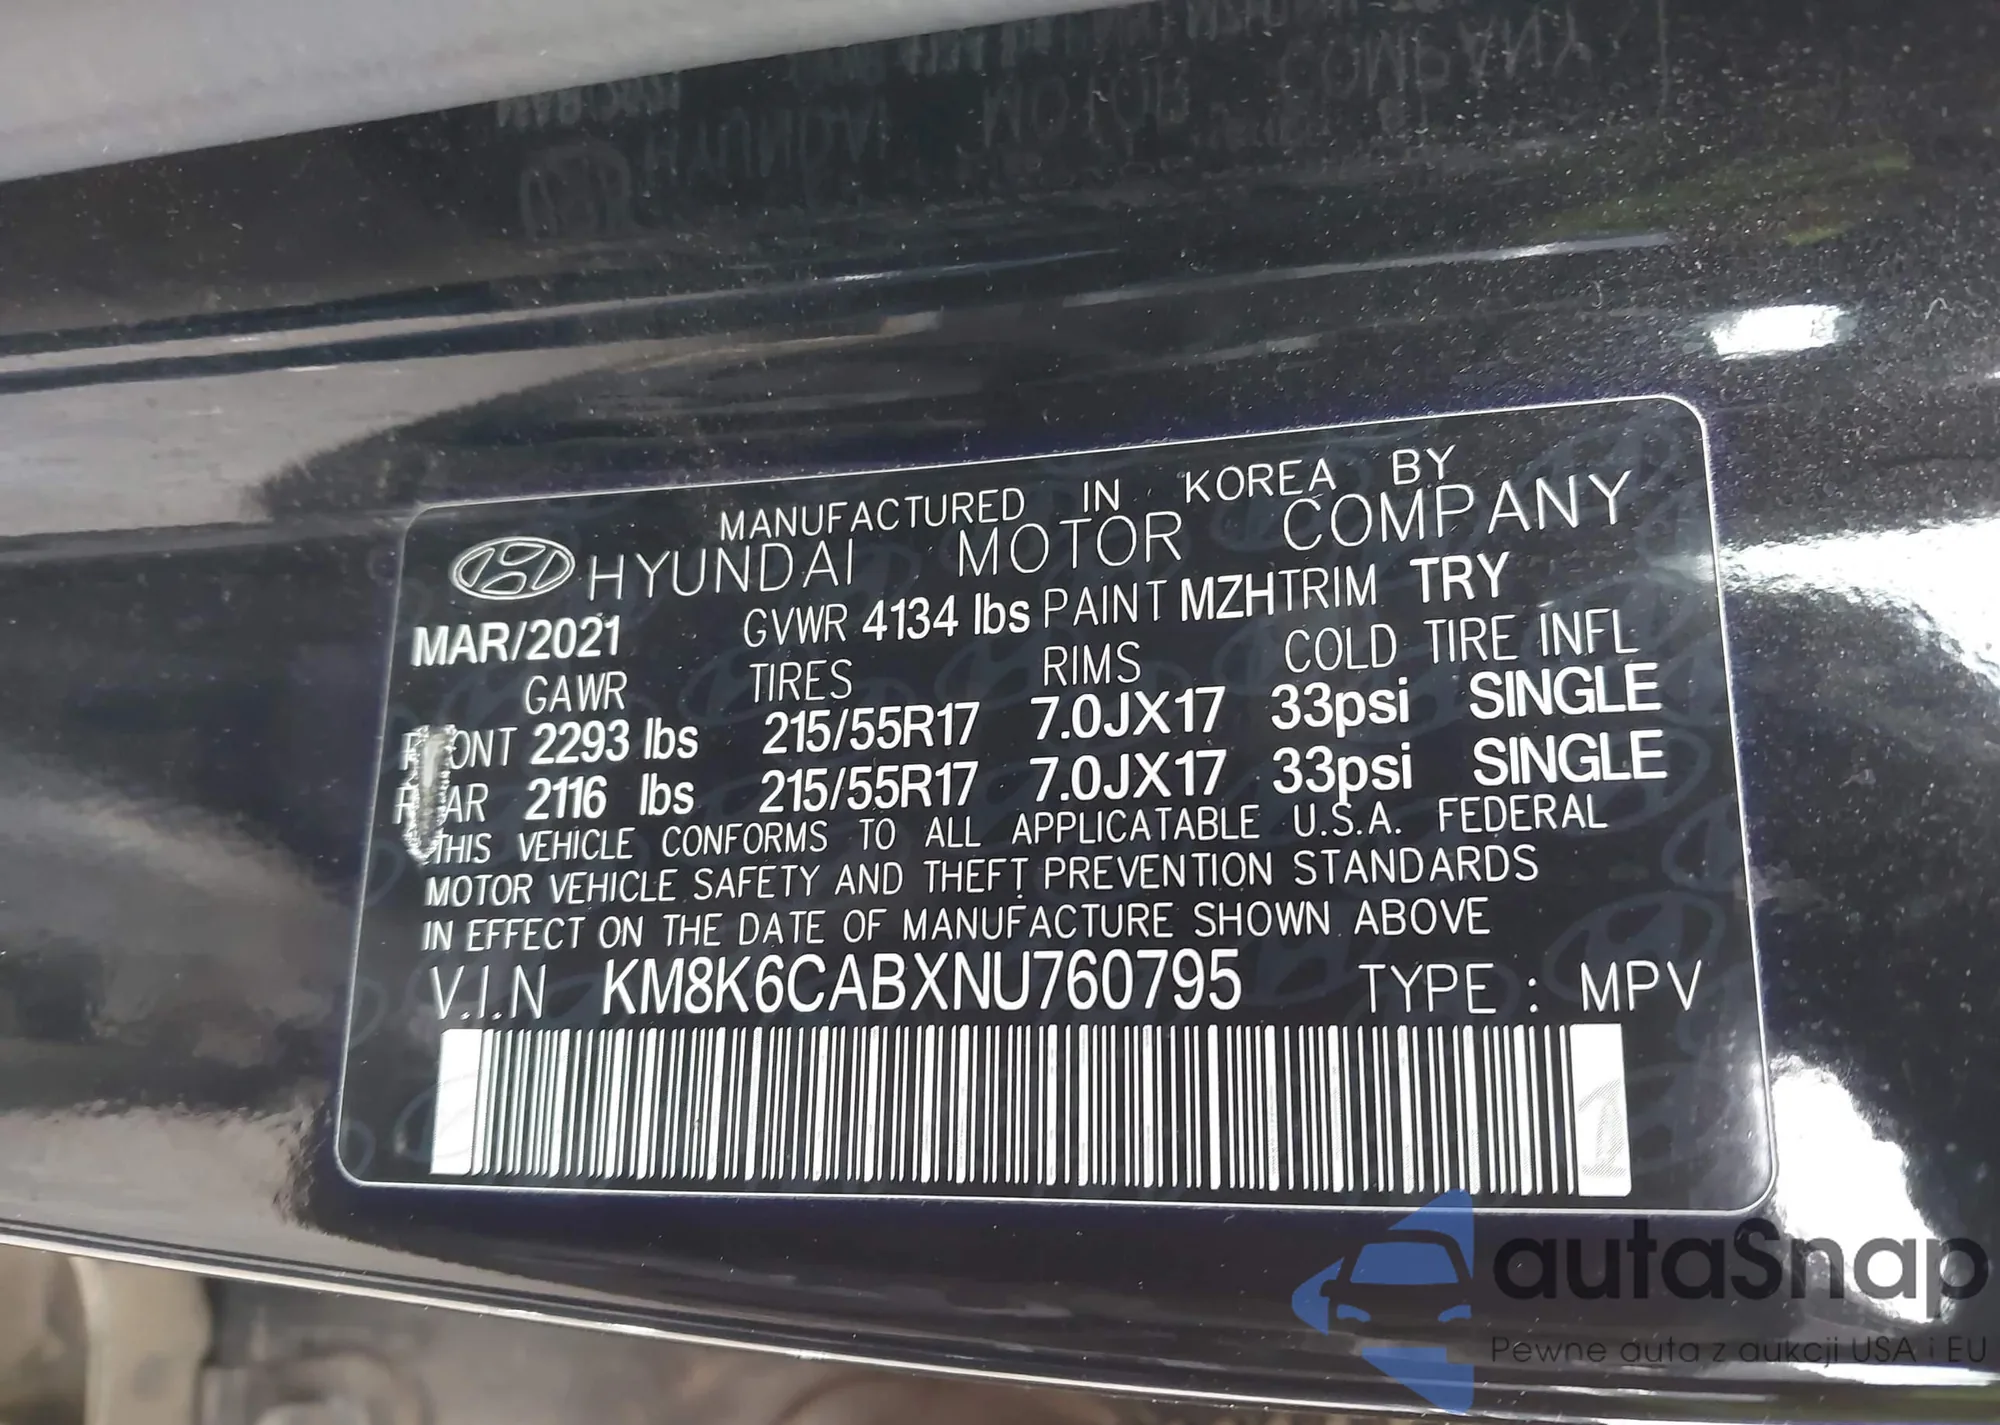 MANUFACTURED IN KOREA BY
HYUNDAI MOTOR COMPANY
MAR/2021 GVWR 4134 lbs PAINT MZH TRIM TRY
GAWR TIRES RIMS COLD TIRE INFL
FRONT 2293 lbs 215/55R17 7.0JX17 33psi SINGLE
REAR 2116 lbs 215/55R17 7.0JX17 33psi SINGLE
THIS VEHICLE CONFORMS TO ALL APPLICATABLE U.S.A. FEDERAL
MOTOR VEHICLE SAFETY AND THEFT PREVENTION STANDARDS
IN EFFECT ON THE DATE OF MANUFACTURE SHOWN ABOVE
V.I.N KM8K6CABXNU760795 TYPE : MPV
autaSnap
Pewne auta z aukcji USA i EU